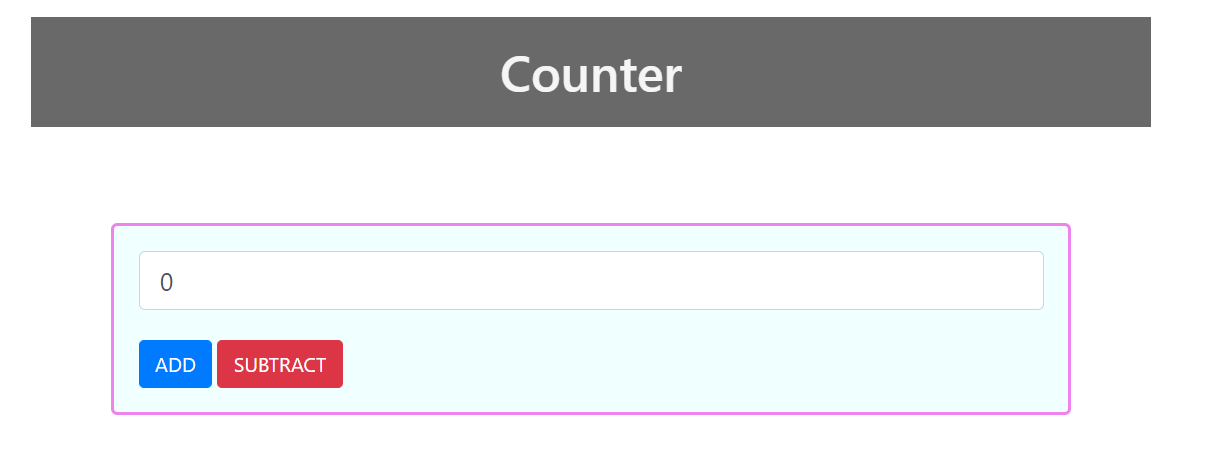 Counter
0
ADD SUBTRACT